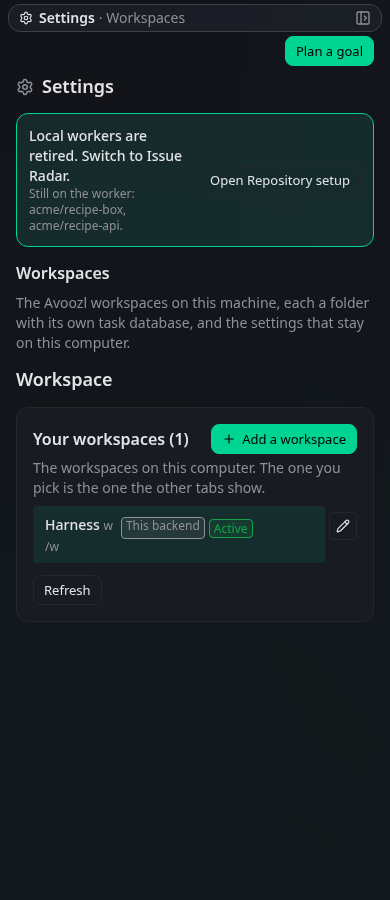 Settings · Workspaces
Plan a goal
Settings
Local workers are
retired. Switch to Issue
Radar.
Still on the worker:
acme/recipe-box,
acme/recipe-api.
Open Repository setup
Workspaces
The Avoozl workspaces on this machine, each a folder
with its own task database, and the settings that stay
on this computer.
Workspace
Your workspaces (1)
Add a workspace
The workspaces on this computer. The one you
pick is the one the other tabs show.
Harness w This backend Active
/w
Refresh